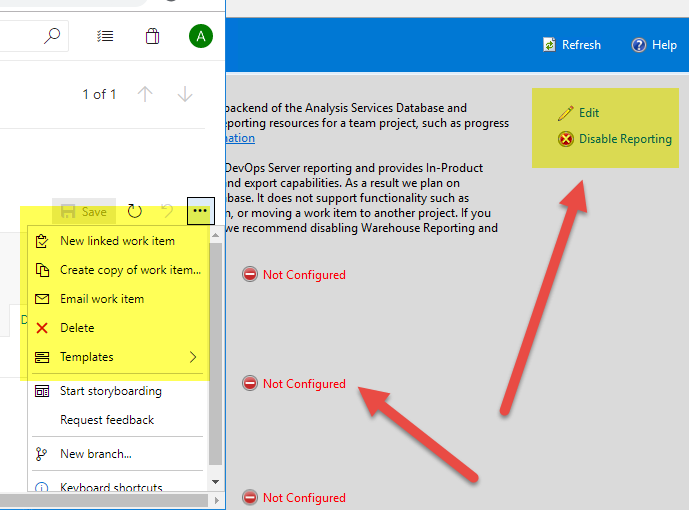 A
1 of 1
Save
New linked work item
Create copy of work item...
Email work item
Delete
Templates
Start storyboarding
Request feedback
New branch...
Keyboard shortcuts
D
Refresh
Help
backend of the Analysis Services Database and
eporting resources for a team project, such as progress
nation
Edit
Disable Reporting
DevOps Server reporting and provides In-Product
nd export capabilities. As a result we plan on
base. It does not support functionality such as
n, or moving a work item to another project. If you
we recommend disabling Warehouse Reporting and
Not Configured
Not Configured
Not Configured